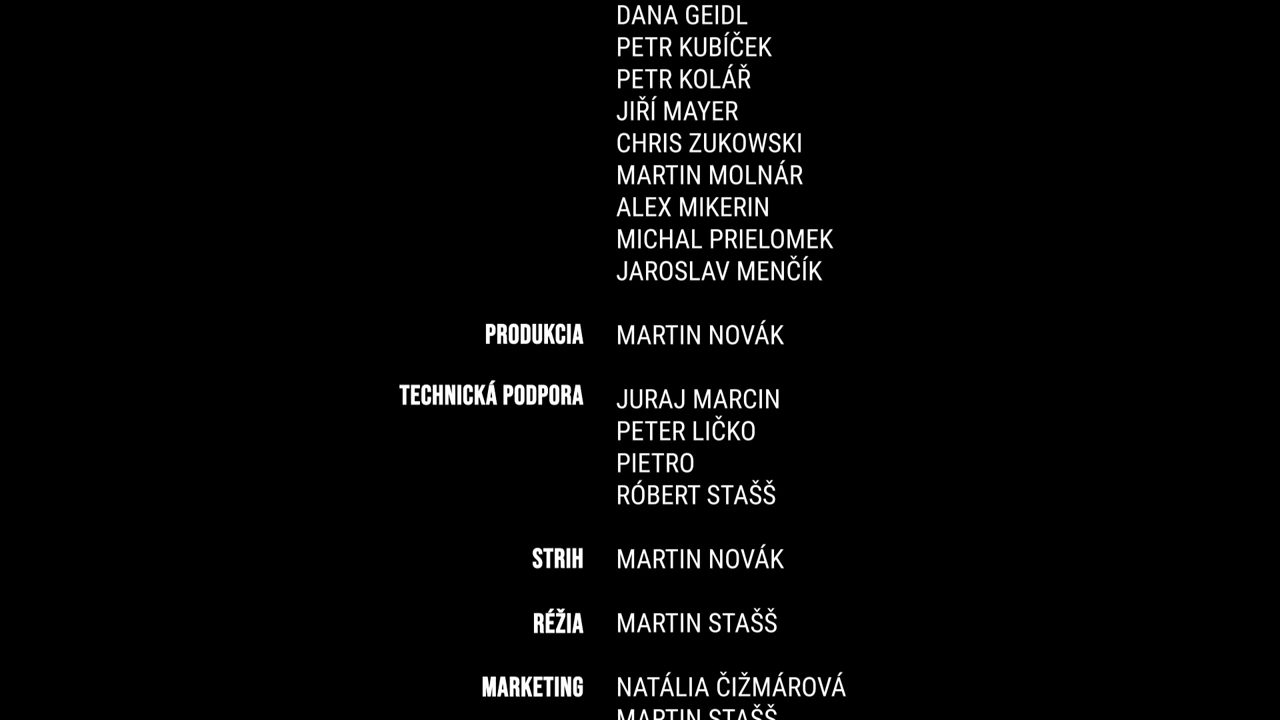 DANA GEIDL
PETR KUBÍČEK
PETR KOLÁŘ
JIŘÍ MAYER
CHRIS ZUKOWSKI
MARTIN MOLNÁR
ALEX MIKERIN
MICHAL PRIELOMEK
JAROSLAV MENČÍK
PRODUKCIA MARTIN NOVÁK
TECHNICKÁ PODPORA JURAJ MARCIN
PETER LIČKO
PIETRO
RÓBERT STAŠŠ
STRIH MARTIN NOVÁK
RÉŽIA MARTIN STAŠŠ
MARKETING NATÁLIA ČIŽMÁROVÁ
MARTIN STAŠŠ